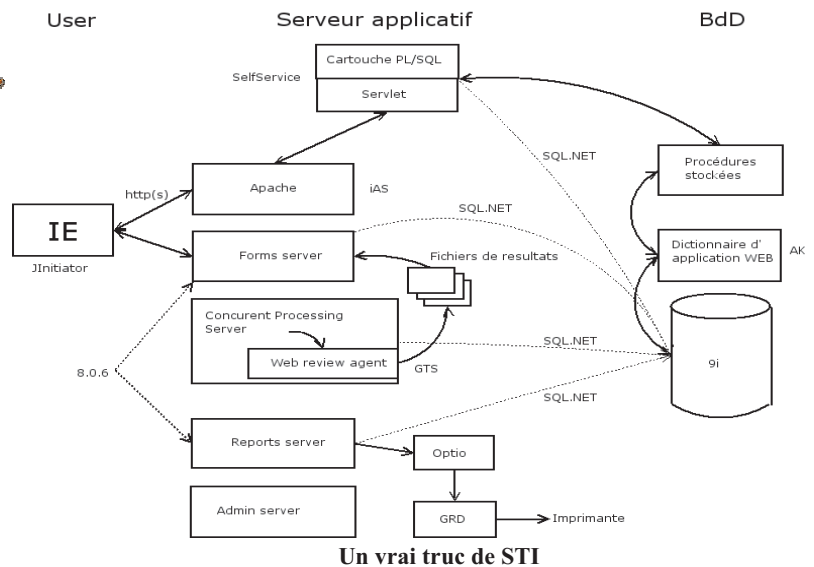 User
Serveur applicatif
BdD
Cartouche PL/SQL
SelfService
Servlet
SQL.NET
Procédures
stockées
http(s)
Apache
iAS
SQL.NET
IE
JInitiator
Forms server
Fichiers de resultats
Dictionnaire d'
application WEB
AK
Concurent Processing
Server
Web review agent
GTS
SQL.NET
9i
8.0.6
SQL.NET
Reports server
Optio
Admin server
GRD
Imprimante
Un vrai truc de STI